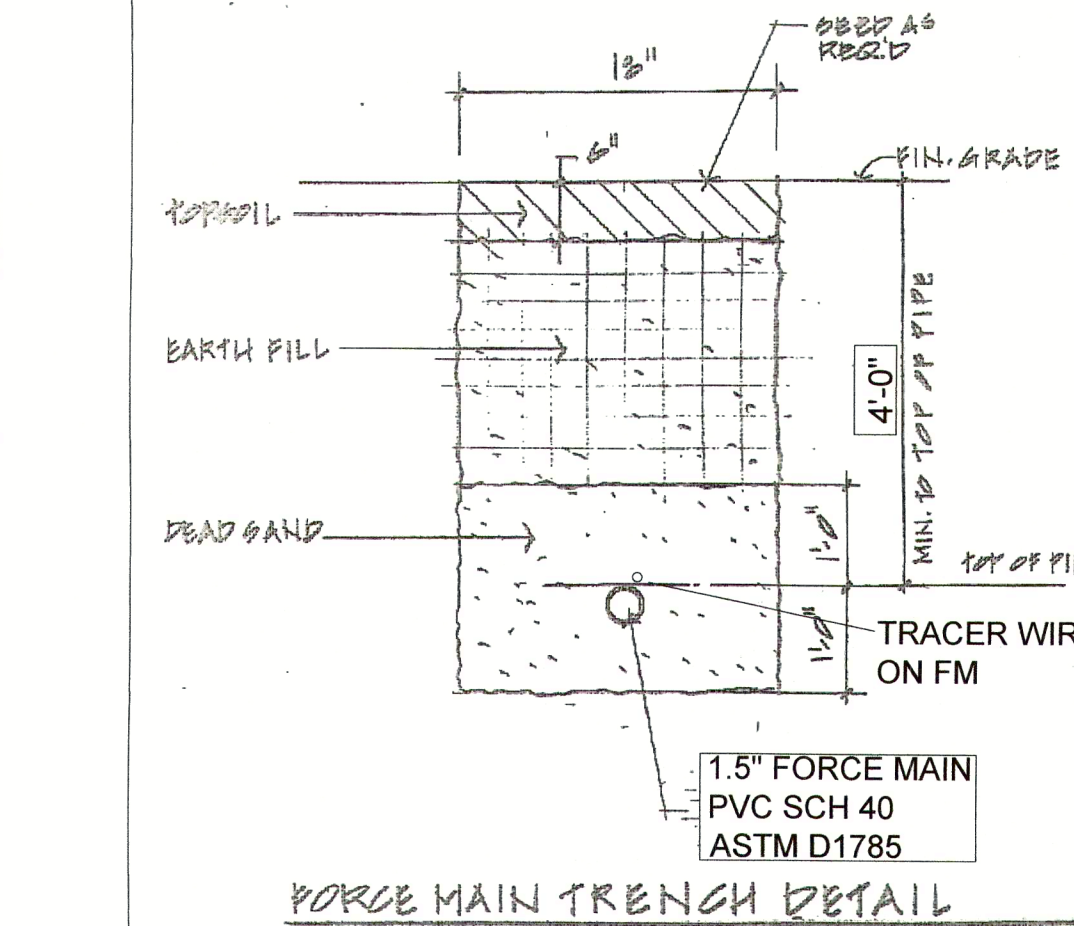 SEED AS
REQ'D
18"
6"
FIN. GRADE
TOPSOIL
EARTH FILL
4'-0"
MIN. TO TOP OF PIPE
DEAD SAND
1'-0"
TOP OF PI
1'-0"
TRACER WIR
ON FM
1.5" FORCE MAIN
PVC SCH 40
ASTM D1785
FORCE MAIN TRENCH DETAIL